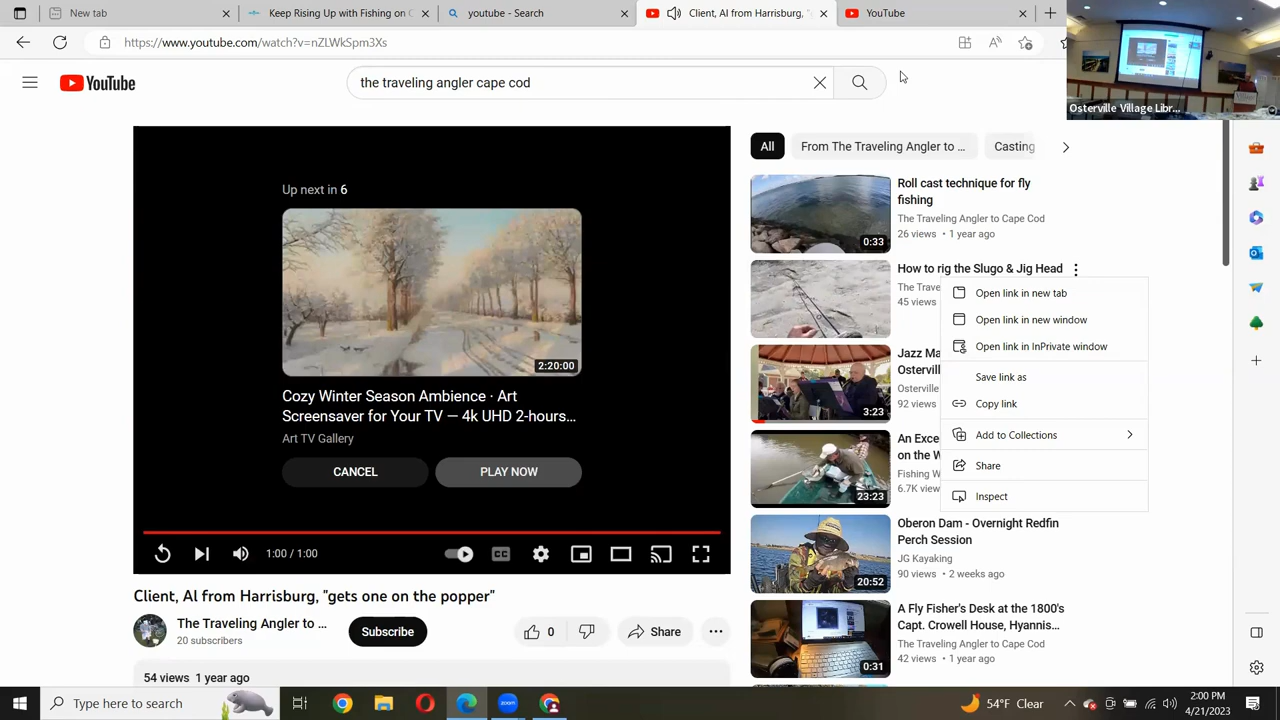 New tab
Keep Rising Up with Fishing on C
youtube - Search
Client, Al from Harrisburg, "
YouTube
https://www.youtube.com/watch?v=nZLWkSpm3Xs
YouTube
the traveling angler cape cod
Osterville Village Libr...
Up next in 6
2:20:00
Cozy Winter Season Ambience · Art
Screensaver for Your TV — 4k UHD 2-hours...
Art TV Gallery
CANCEL
PLAY NOW
1:00 / 1:00
CC
Client, Al from Harrisburg, "gets one on the popper"
The Traveling Angler to ...
20 subscribers
Subscribe
0
Share
54 views 1 year ago
All
From The Traveling Angler to ...
Casting
Roll cast technique for fly
fishing
The Traveling Angler to Cape Cod
26 views • 1 year ago
0:33
How to rig the Slugo & Jig Head
The Trave
45 views
Jazz Ma
Osterville
Osterville
92 views
3:23
An Exce
on the W
Fishing W
6.7K view
23:23
Oberon Dam - Overnight Redfin
Perch Session
JG Kayaking
90 views • 2 weeks ago
20:52
A Fly Fisher's Desk at the 1800's
Capt. Crowell House, Hyannis...
The Traveling Angler to Cape Cod
42 views • 1 year ago
0:31
Open link in new tab
Open link in new window
Open link in InPrivate window
Save link as
Copy link
Add to Collections
Share
Inspect
Type here to search
zoom
54°F Clear
2:00 PM
4/21/2023